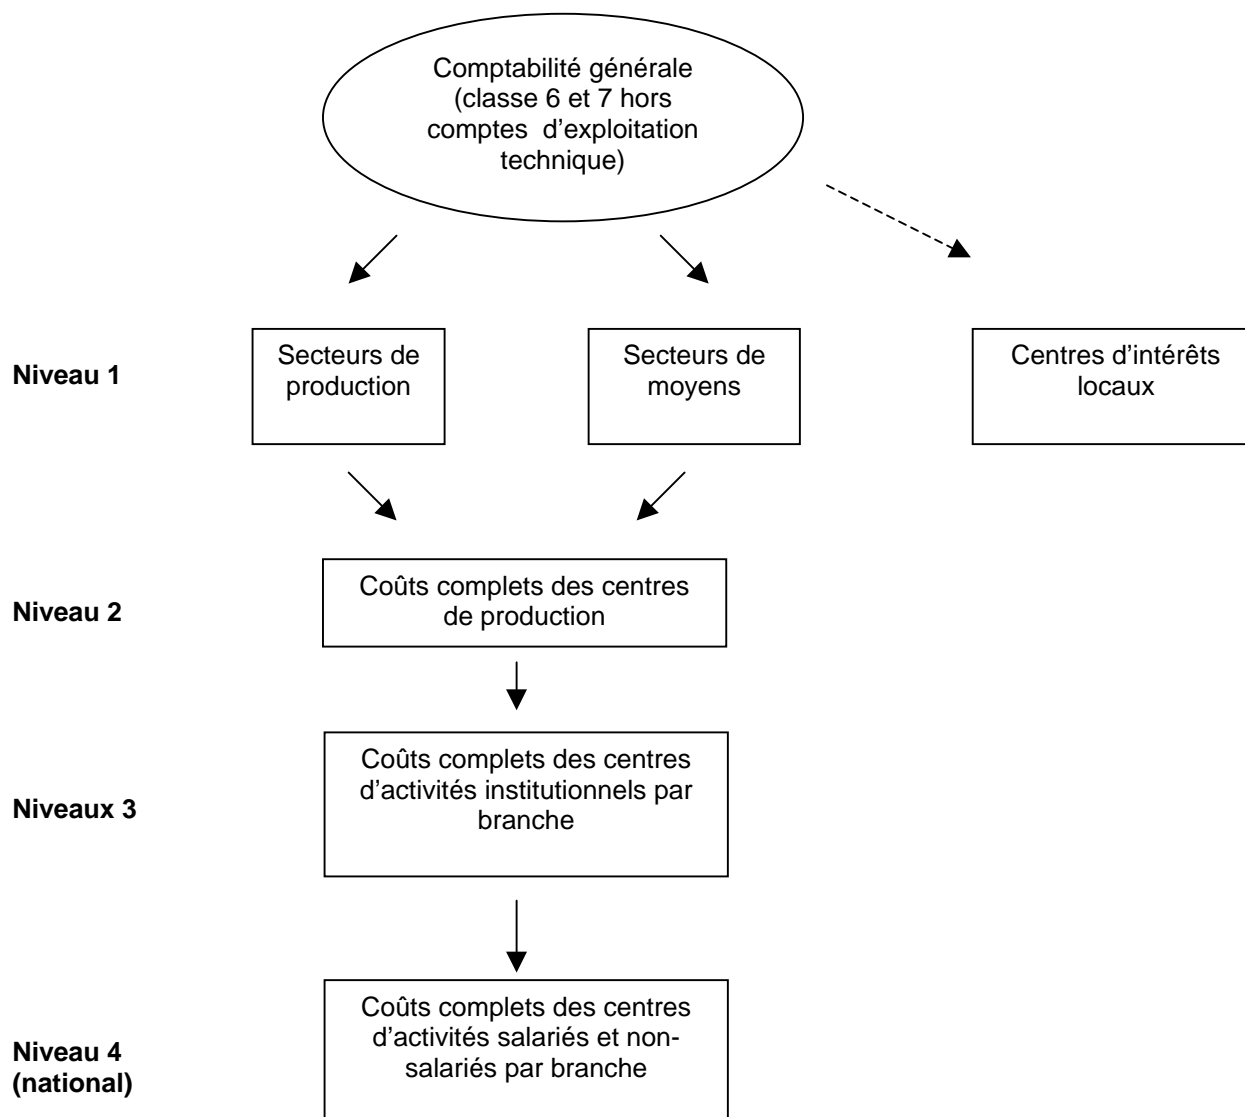 Comptabilité générale
(classe 6 et 7 hors
comptes d'exploitation
technique)
Niveau 1
Secteurs de
production
Secteurs de
moyens
Centres d'intérêts
locaux
Niveau 2
Coûts complets des centres
de production
Niveaux 3
Coûts complets des centres
d'activités institutionnels par
branche
Niveau 4
(national)
Coûts complets des centres
d'activités salariés et non-
salariés par branche